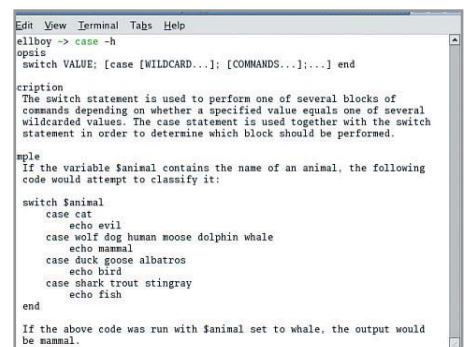 Edit View Terminal Tabs Help
ellboy -> case -h
opsis
switch VALUE; [case [WILDCARD...]; [COMMANDS...];...] end
cription
The switch statement is used to perform one of several blocks of
commands depending on whether a specified value equals one of several
wildcarded values. The case statement is used together with the switch
statement in order to determine which block should be performed.
mple
If the variable $animal contains the name of an animal, the following
code would attempt to classify it:
switch $animal
case cat
echo evil
case wolf dog human moose dolphin whale
echo mammal
case duck goose albatros
echo bird
case shark trout stingray
echo fish
end
If the above code was run with $animal set to whale, the output would
be mammal.